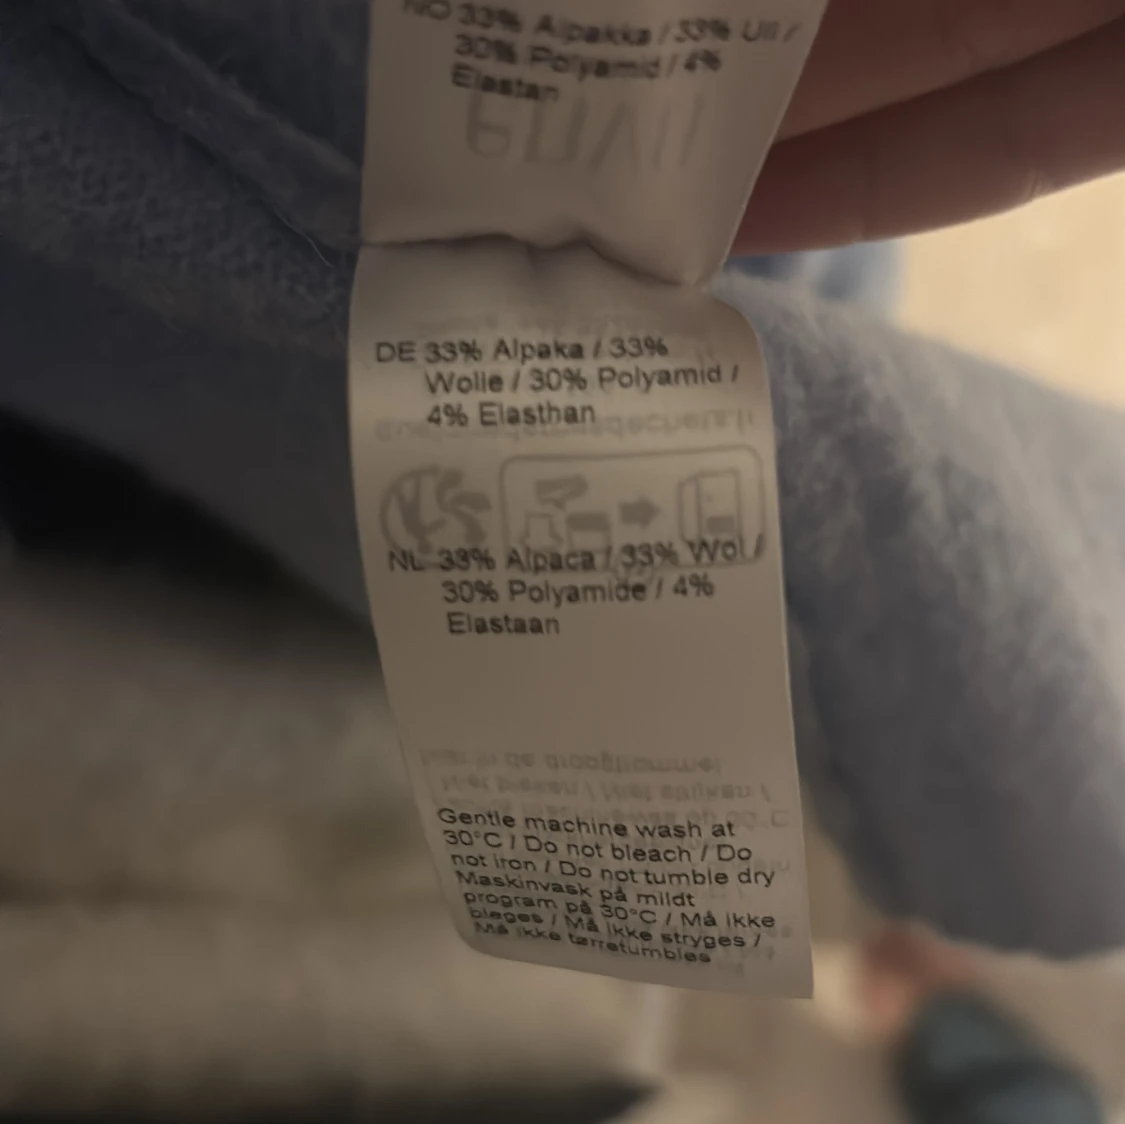 NO 33% Alpakka / 33% Ull /
30% Polyamid / 4%
Elastan
envii
DE 33% Alpaka / 33%
Wolle / 30% Polyamid /
4% Elasthan
NL 33% Alpaca / 33% Wol /
30% Polyamide / 4%
Elastaan
Gentle machine wash at
30°C / Do not bleach / Do
not iron / Do not tumble dry
Maskinvask på mildt
program på 30°C / Må ikke
bleges / Må ikke stryges /
Må ikke tørretumbles